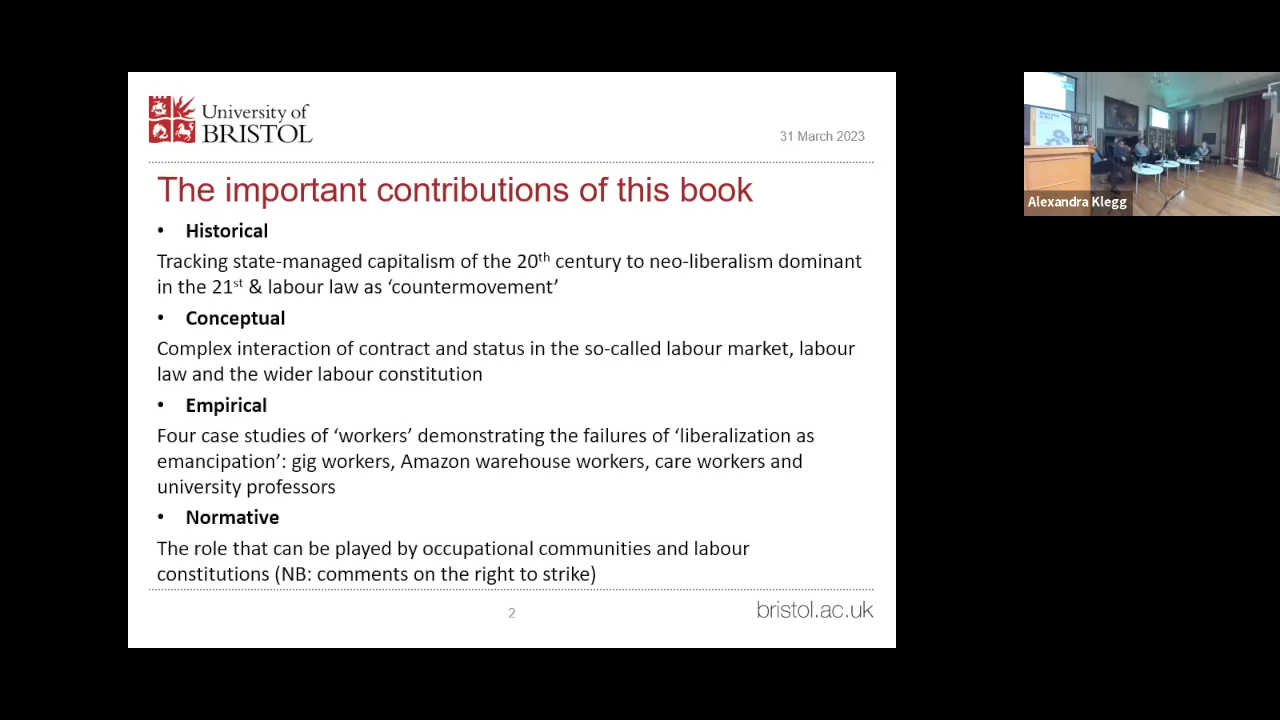 University of
BRISTOL
31 March 2023
The important contributions of this book
• Historical
Tracking state-managed capitalism of the 20th century to neo-liberalism dominant
in the 21st & labour law as ‘countermovement’
• Conceptual
Complex interaction of contract and status in the so-called labour market, labour
law and the wider labour constitution
• Empirical
Four case studies of ‘workers’ demonstrating the failures of ‘liberalization as
emancipation’: gig workers, Amazon warehouse workers, care workers and
university professors
• Normative
The role that can be played by occupational communities and labour
constitutions (NB: comments on the right to strike)
2
bristol.ac.uk
Alexandra Klegg